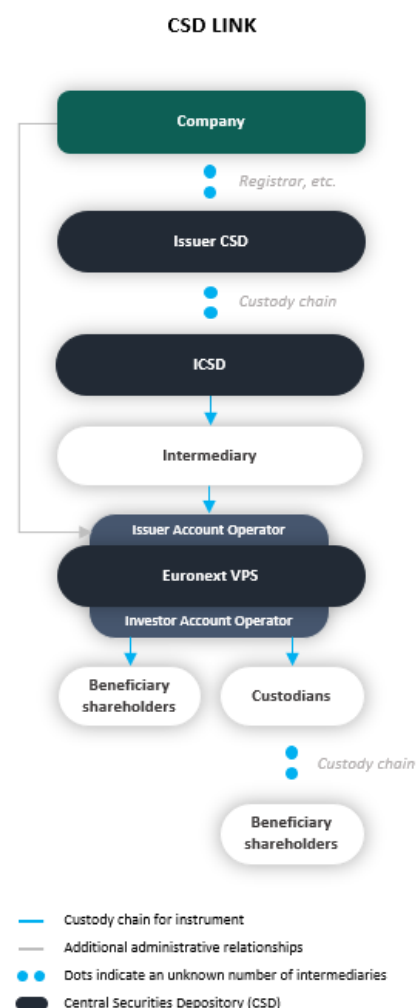 CSD LINK
Company
Registrar, etc.
Issuer CSD
Custody chain
ICSD
Intermediary
Issuer Account Operator
Euronext VPS
Investor Account Operator
Beneficiary
shareholders
Custodians
Custody chain
Beneficiary
shareholders
Custody chain for instrument
Additional administrative relationships
Dots indicate an unknown number of intermediaries
Central Securities Depository (CSD)